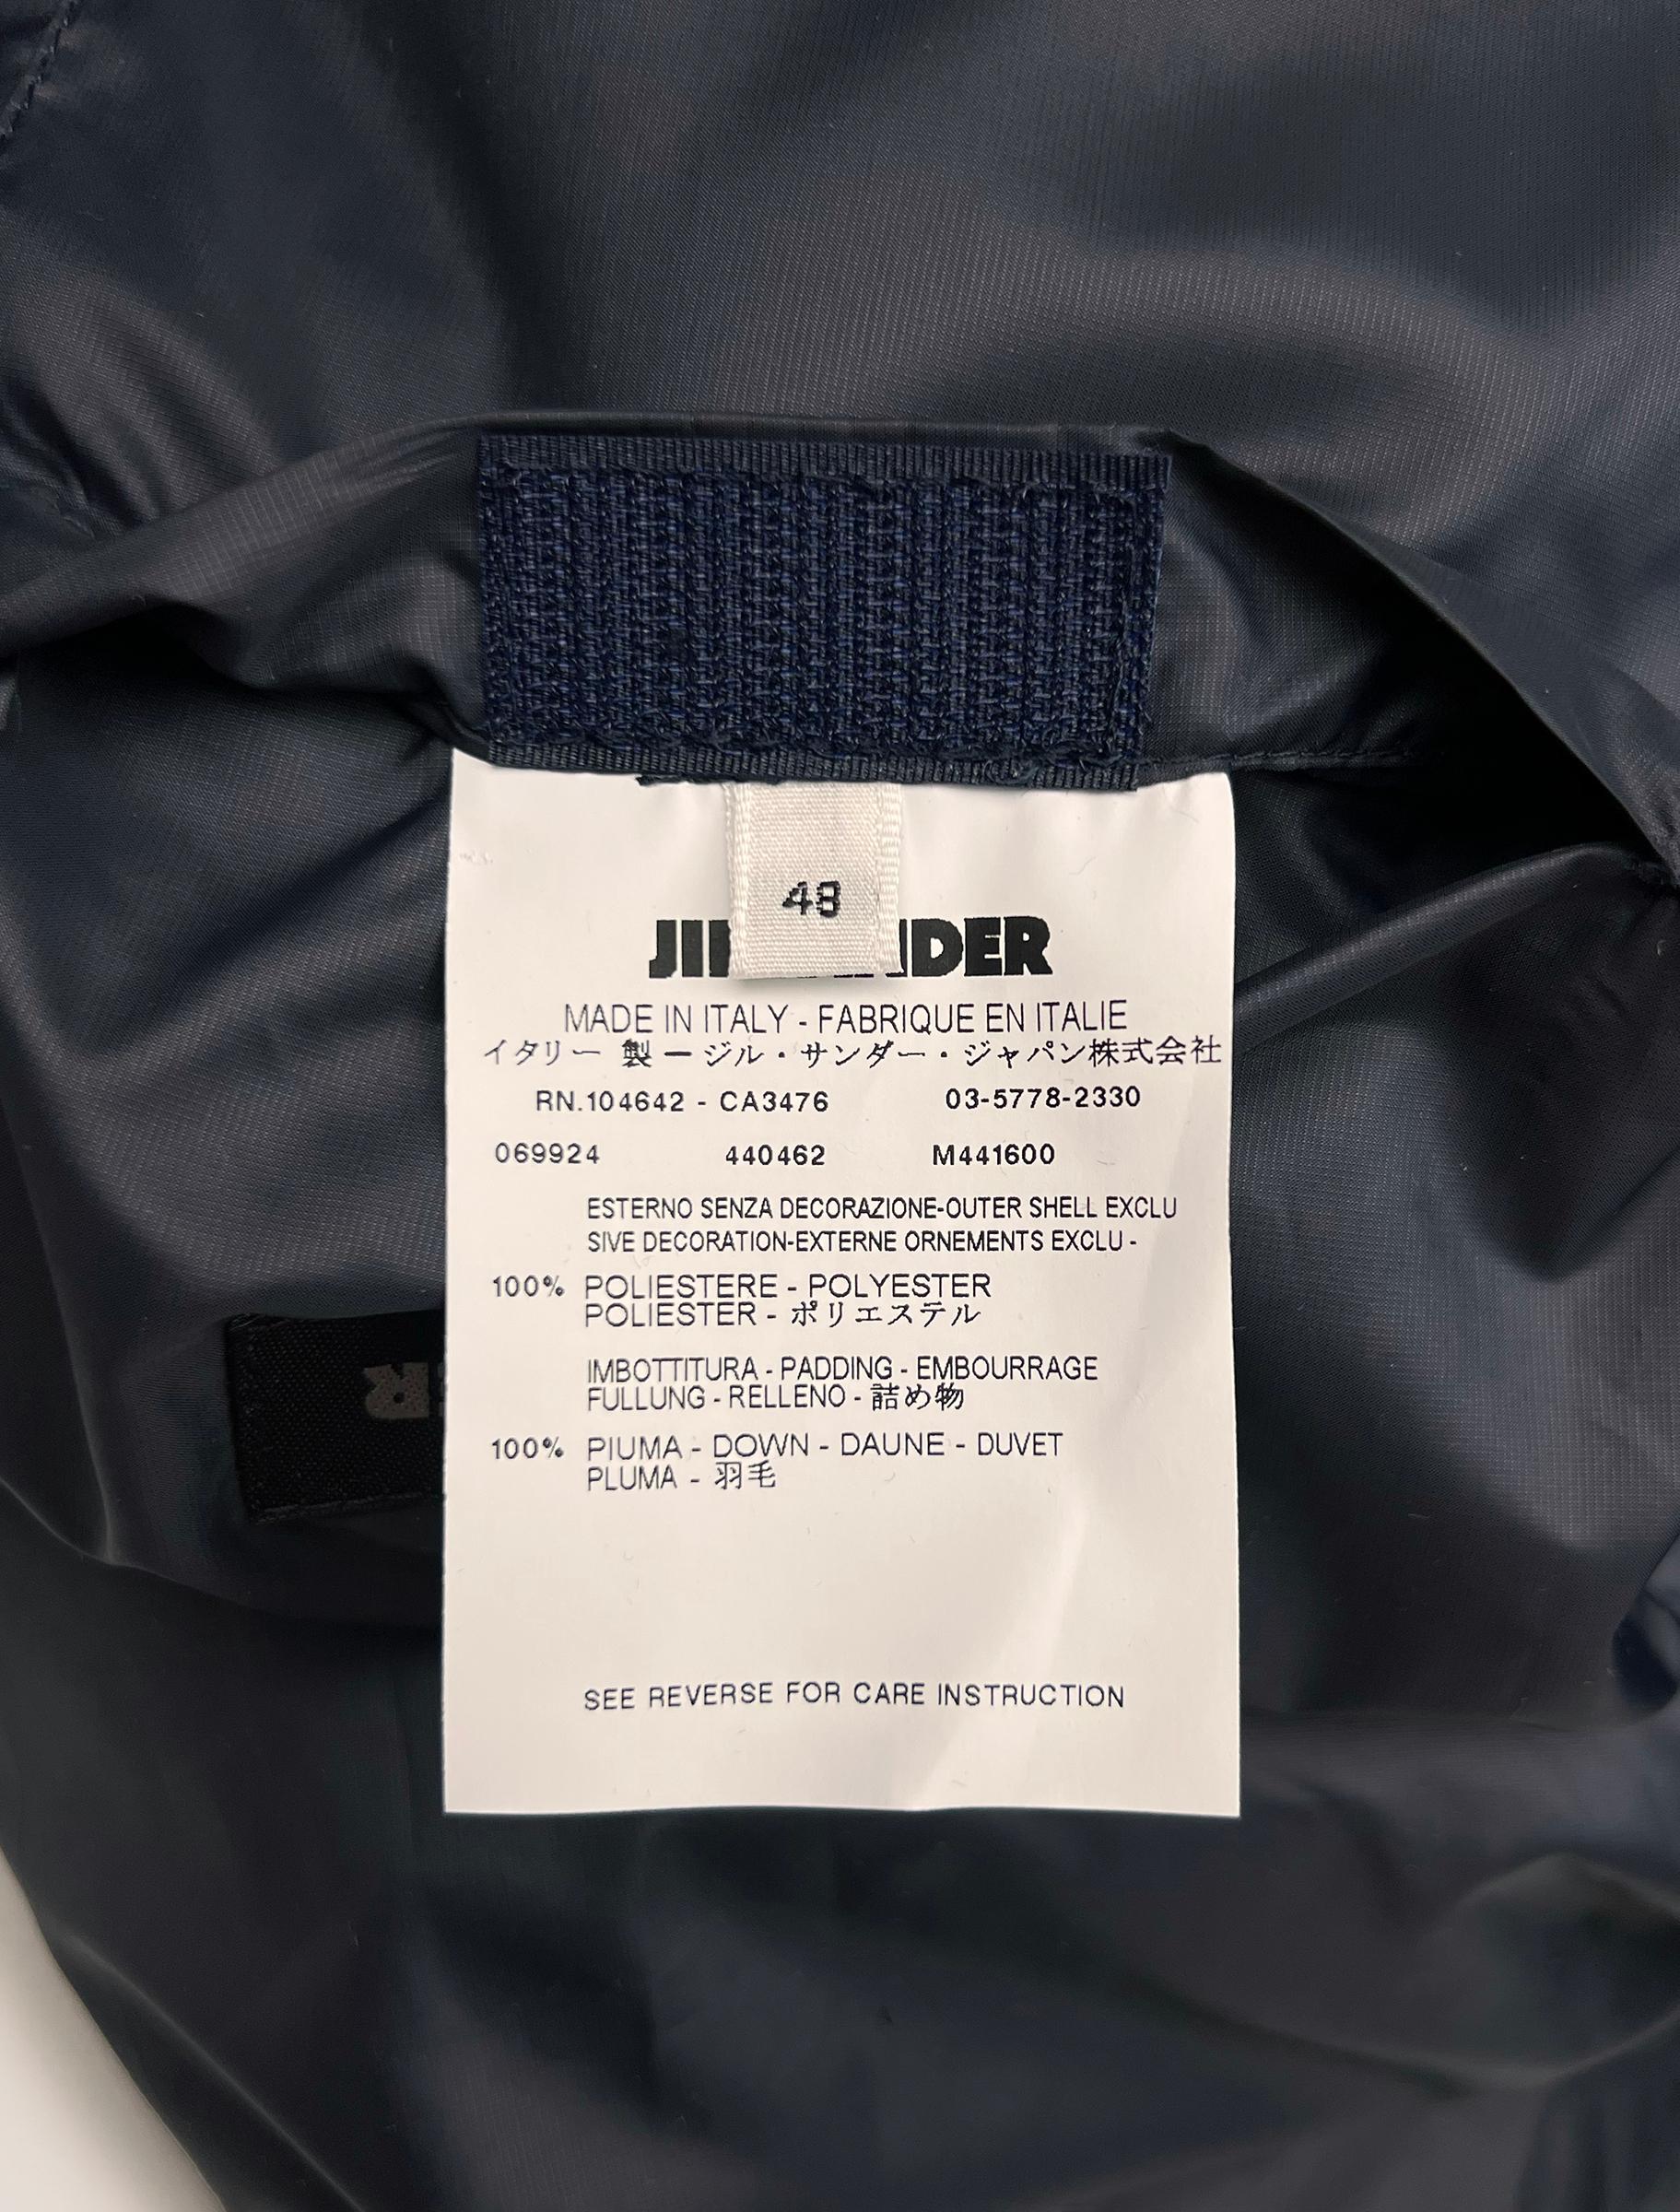 48
JIL SANDER
MADE IN ITALY - FABRIQUE EN ITALIE
イタリー 製 ー ジル・サンダー・ジャパン株式会社
RN.104642 - CA3476 03-5778-2330
069924 440462 M441600
ESTERNO SENZA DECORAZIONE-OUTER SHELL EXCLU
SIVE DECORATION-EXTERNE ORNEMENTS EXCLU -
100% POLIESTERE - POLYESTER
POLIESTER - ポリエステル
IMBOTTITURA - PADDING - EMBOURRAGE
FULLUNG - RELLENO - 詰め物
100% PIUMA - DOWN - DAUNE - DUVET
PLUMA - 羽毛
SEE REVERSE FOR CARE INSTRUCTION